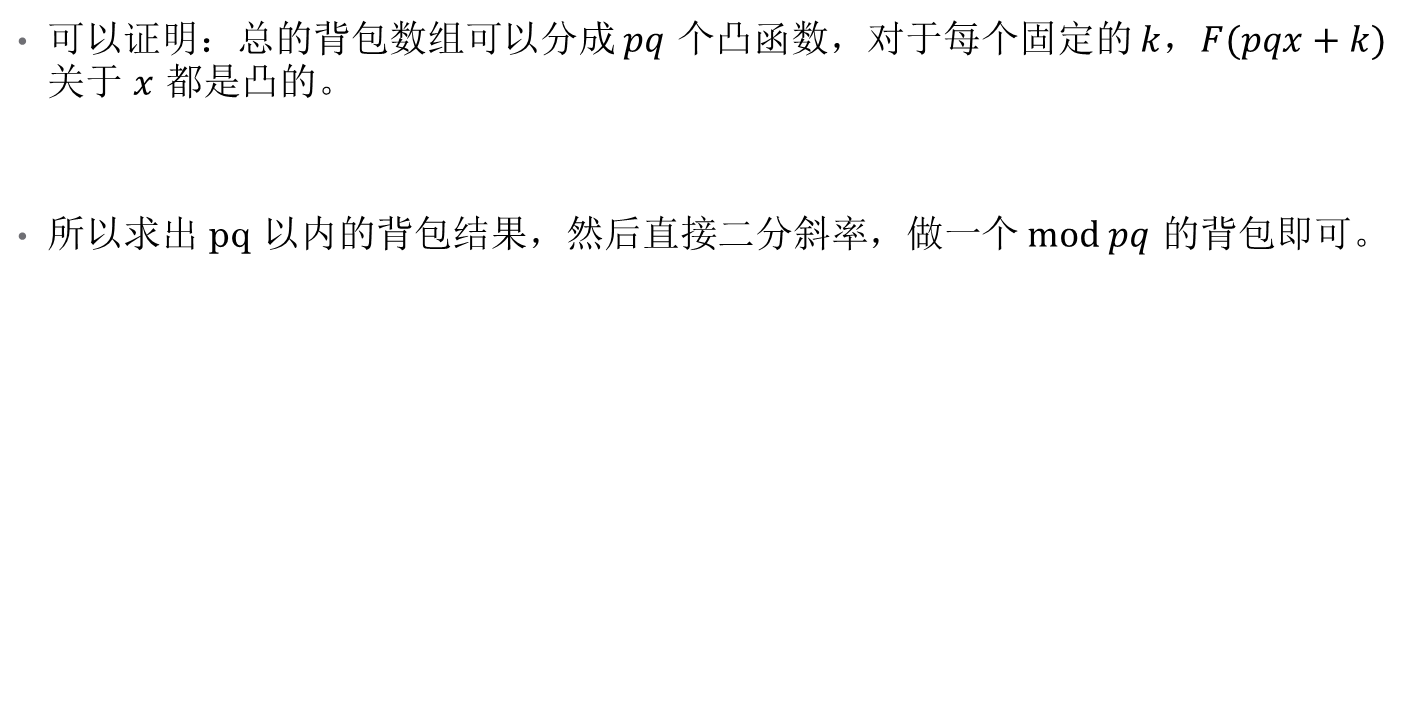 • 可以证明：总的背包数组可以分成 pq 个凸函数，对于每个固定的 k，F(pqx + k)
关于 x 都是凸的。
• 所以求出 pq 以内的背包结果，然后直接二分斜率，做一个 mod pq 的背包即可。